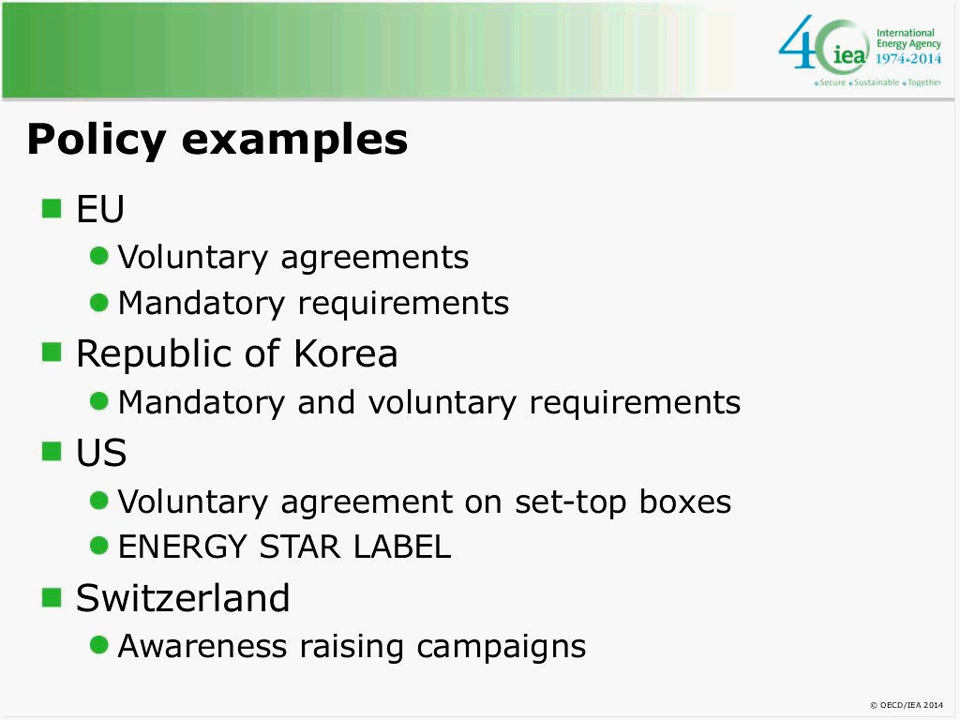 40 iea International
Energy Agency
1974•2014
Secure Sustainable Together
Policy examples
EU
Voluntary agreements
Mandatory requirements
Republic of Korea
Mandatory and voluntary requirements
US
Voluntary agreement on set-top boxes
ENERGY STAR LABEL
Switzerland
Awareness raising campaigns
© OECD/IEA 2014